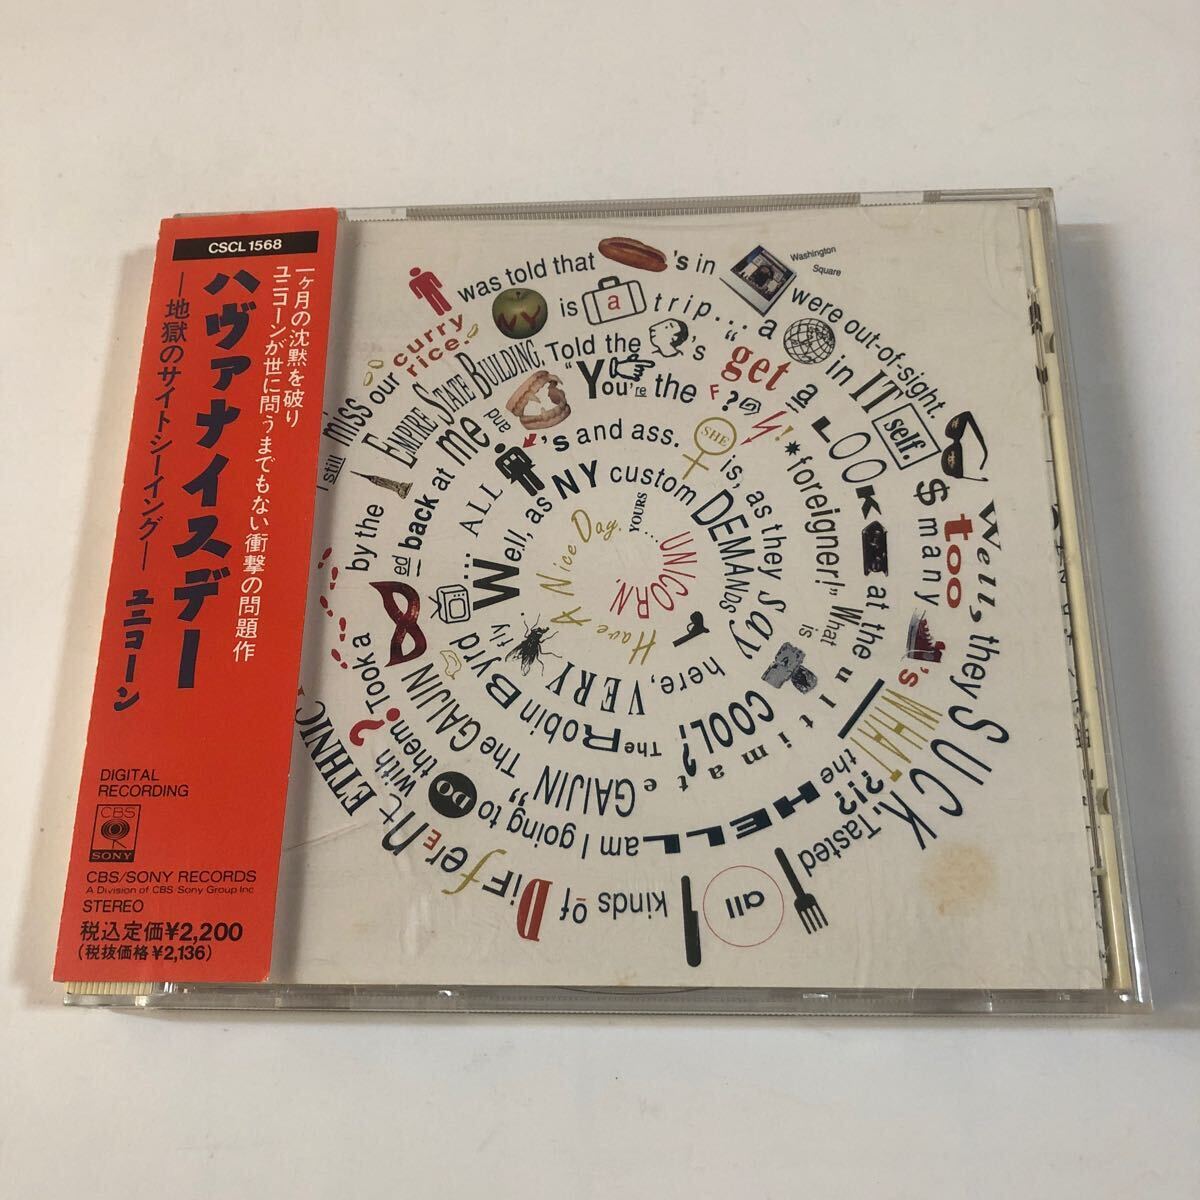 CSCL 1568
一ヶ月の沈黙を破り
ユニコーンが世に問うまでもない衝撃の問題作
ハヴァナイスデー
—地獄のサイトシーイング—
ユニコーン
DIGITAL
RECORDING
CBS
SONY
CBS/SONY RECORDS
A Division of CBS/Sony Group Inc
STEREO
税込定価¥2,200
(税抜価格¥2,136)
was told that 's in
Washington
Square
were out-of-sight.
Well, they SUCK.
Tasted
all
kinds of DiFFerEnt
ETHNIC
I still miss our curry rice.
is a trip... a in ITself.
$ too many 's
WHAT?!?
the HELL am I going to DO with them?
Took a
by the EMPIRE STATE BUILDING.
Told the 's "get a LOOK at the ultimate GAIJIN"
The GAIJIN
ed back at me and
"You're the F?@!
foreigner!" What is COOL?
The Robin Byrd
... ALL 's and ass.
SHE
is, as they say here, VERY fly
Well, as NY custom DEMANDS
Have A Nice Day.
YOURS......
UNICORN.